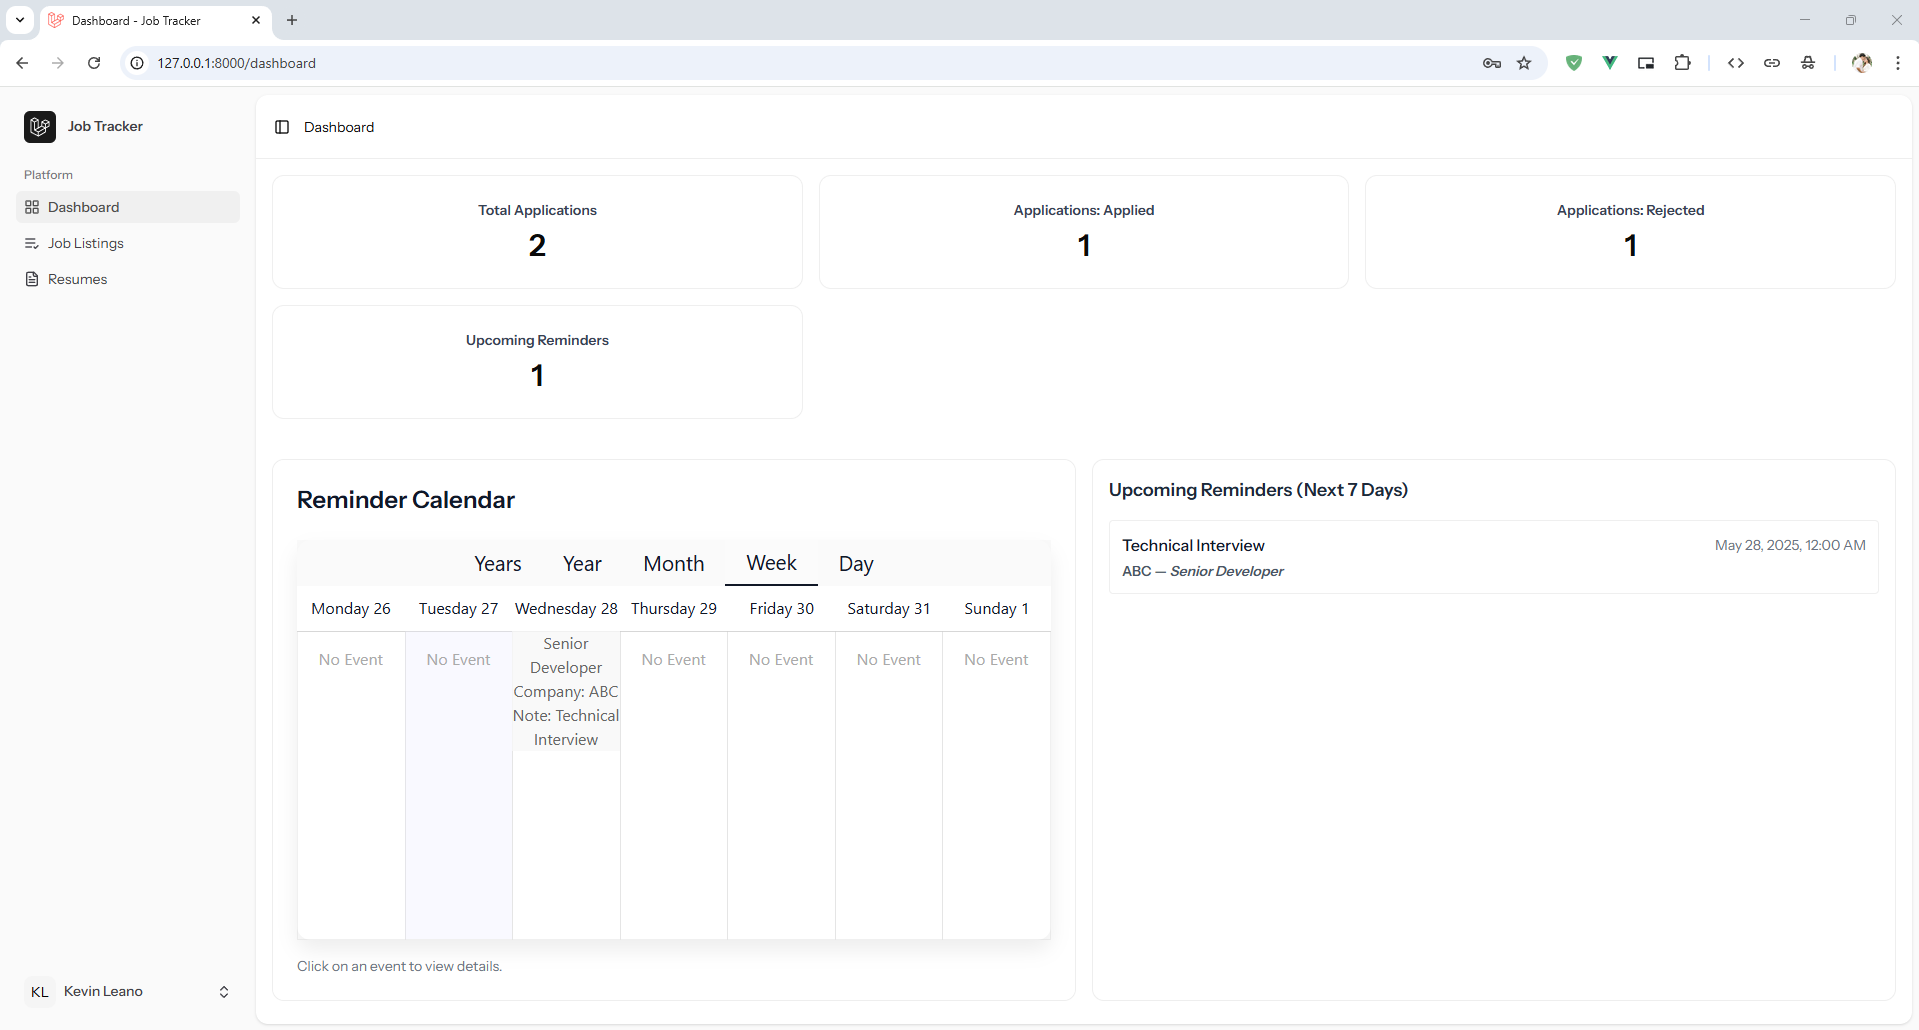 Dashboard - Job Tracker
127.0.0.1:8000/dashboard
Job Tracker
Platform
Dashboard
Job Listings
Resumes
KL Kevin Leano
Dashboard
Total Applications
2
Applications: Applied
1
Applications: Rejected
1
Upcoming Reminders
1
Reminder Calendar
Years Year Month Week Day
Monday 26 Tuesday 27 Wednesday 28 Thursday 29 Friday 30 Saturday 31 Sunday 1
No Event
No Event
Senior
Developer
Company: ABC
Note: Technical
Interview
No Event
No Event
No Event
No Event
Click on an event to view details.
Upcoming Reminders (Next 7 Days)
Technical Interview May 28, 2025, 12:00 AM
ABC — Senior Developer